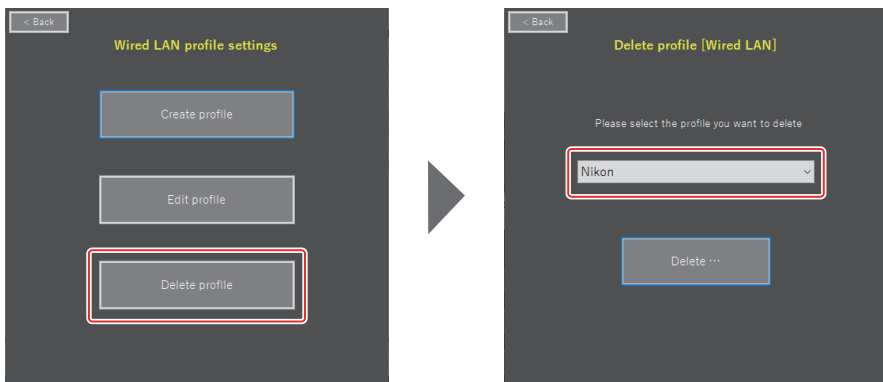 < Back
Wired LAN profile settings
Create profile
Edit profile
Delete profile
< Back
Delete profile [Wired LAN]
Please select the profile you want to delete
Nikon
Delete ⋯